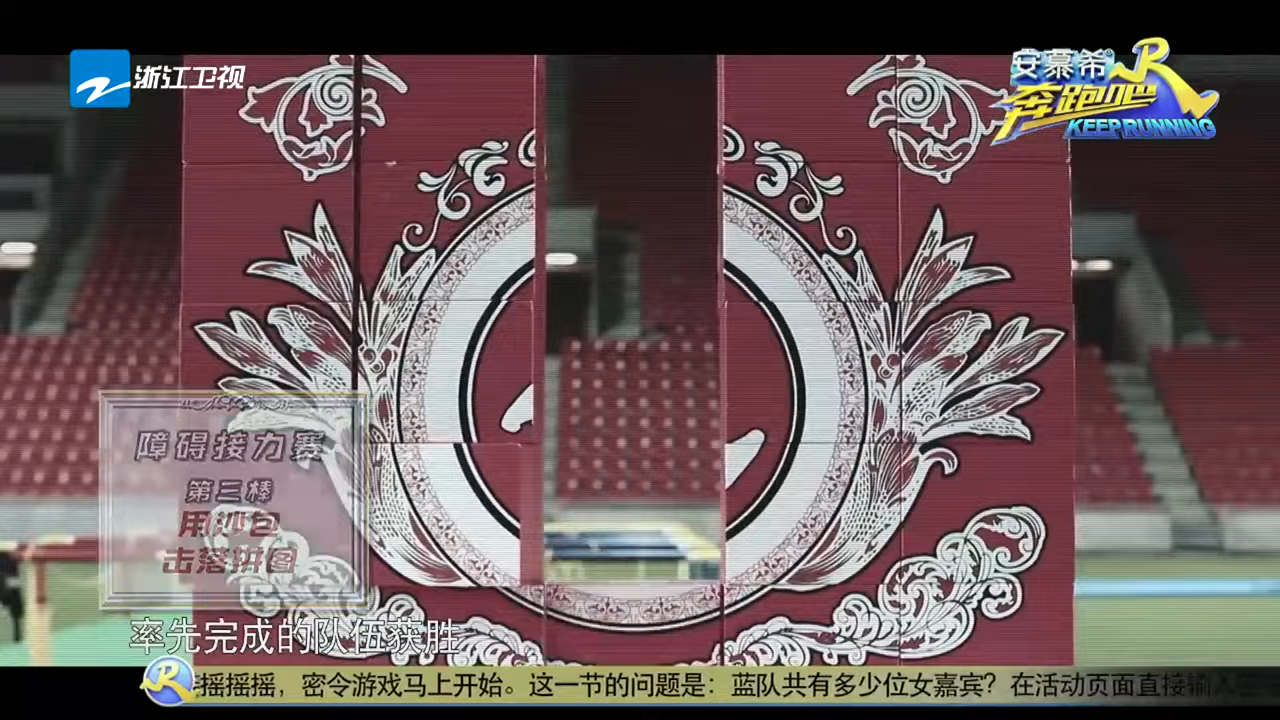 浙江卫视
安慕希
奔跑吧
KEEP RUNNING
障碍接力赛
第三棒
用沙包
击落拼图
率先完成的队伍获胜
摇摇摇，密令游戏马上开始。这一节的问题是：蓝队共有多少位女嘉宾？在活动页面直接输入